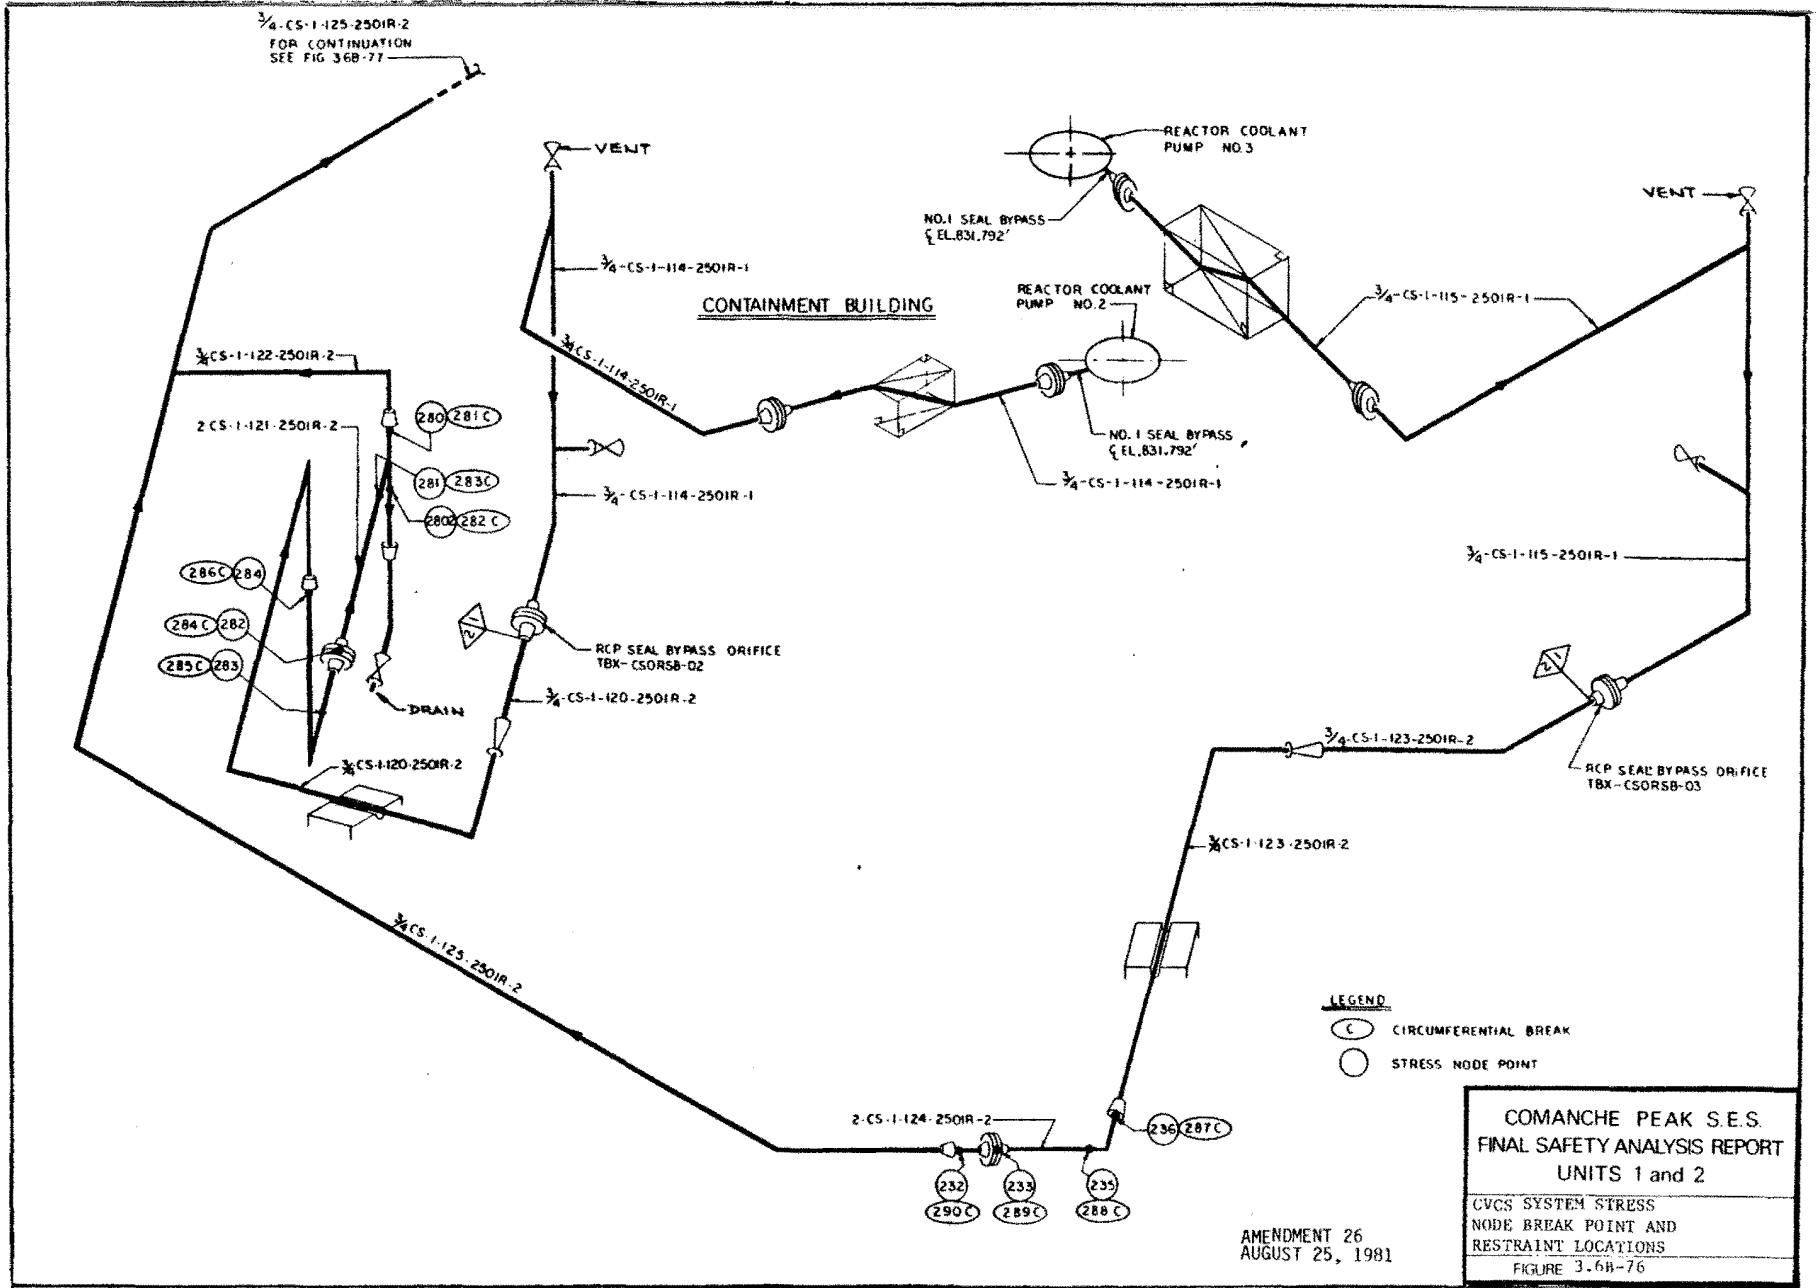 3/4-CS-1-125-2501R-2
FOR CONTINUATION
SEE FIG 3.6B-77
VENT
REACTOR COOLANT
PUMP NO.3
VENT
NO.1 SEAL BYPASS
℄ EL.831.792'
3/4-CS-1-114-2501R-1
CONTAINMENT BUILDING
REACTOR COOLANT
PUMP NO.2
3/4-CS-1-115-2501R-1
3/4CS-1-122-2501R-2
3/4CS-1-114-2501R-1
280 281C
2-CS-1-121-2501R-2
NO.1 SEAL BYPASS
℄ EL.831.792'
281 283C
3/4-CS-1-114-2501R-1
3/4-CS-1-114-2501R-1
2802 282C
3/4-CS-1-115-2501R-1
286C 284
284C 282
2 1
RCP SEAL BYPASS ORIFICE
TBX-CSORSB-02
285C 283
2 1
3/4-CS-1-120-2501R-2
DRAIN
3/4-CS-1-123-2501R-2
3/4CS-1-120-2501R-2
RCP SEAL BYPASS ORIFICE
TBX-CSORSB-03
3/4CS-1-123-2501R-2
3/4CS-1-125-2501R-2
LEGEND
C CIRCUMFERENTIAL BREAK
STRESS NODE POINT
2-CS-1-124-2501R-2
236 287C
232 233 235
290C 289C 288C
COMANCHE PEAK S.E.S.
FINAL SAFETY ANALYSIS REPORT
UNITS 1 and 2
CVCS SYSTEM STRESS
NODE BREAK POINT AND
RESTRAINT LOCATIONS
FIGURE 3.6B-76
AMENDMENT 26
AUGUST 25, 1981